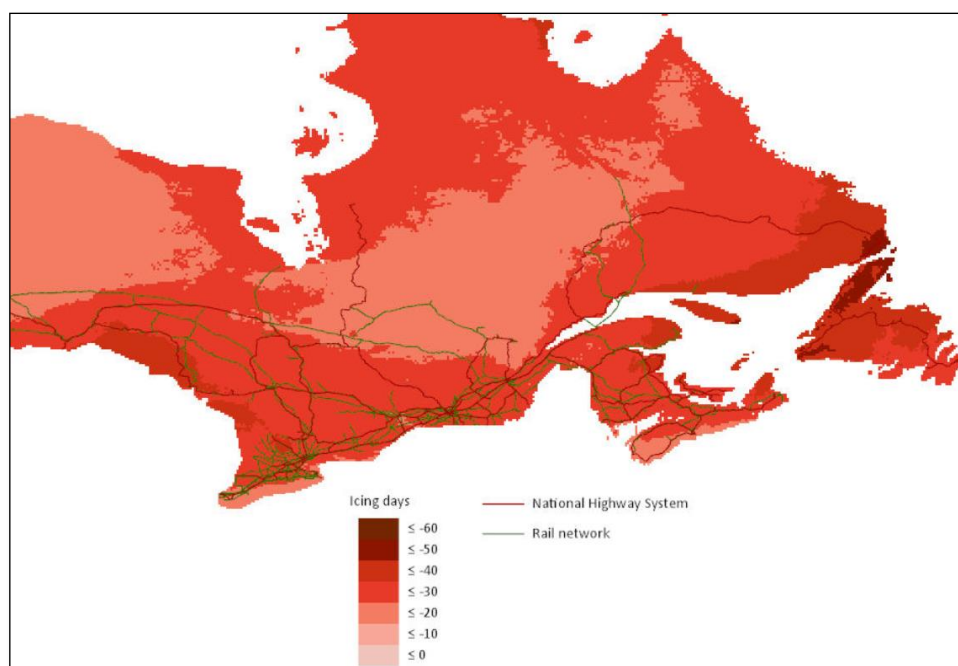 Icing days
≤ -60
≤ -50
≤ -40
≤ -30
≤ -20
≤ -10
≤ 0
National Highway System
Rail network